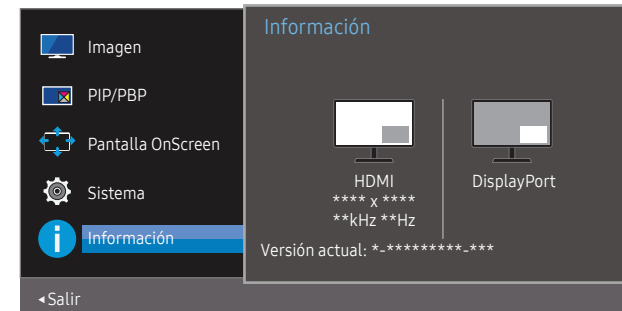 Imagen
PIP/PBP
Pantalla OnScreen
Sistema
Información
◂Salir
Información
HDMI
**** x ****
**kHz **Hz
DisplayPort
Versión actual: *-*********-***